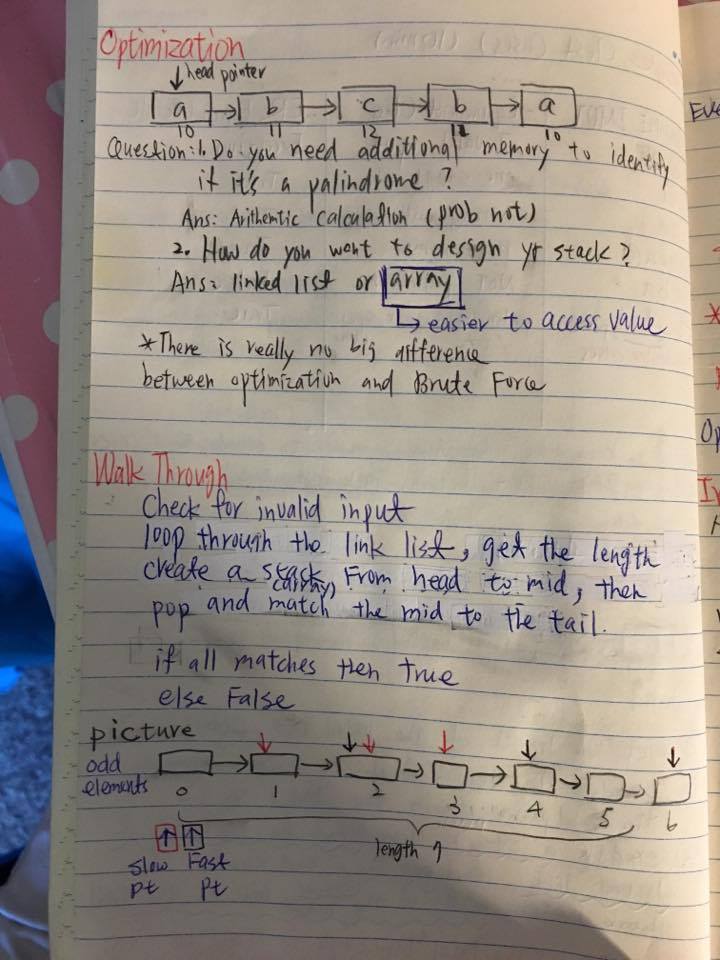 Optimization
↓ head pointer
a → b → c → b → a
10 11 12 12 10
Question: 1. Do you need additional memory to identify
if it's a palindrome?
Ans: Arithemtic calculation (prob not)
2. How do you want to design yr stack?
Ans: linked list or array
↳ easier to access value
*There is really no big difference
between optimization and Brute Force
Walk Through
Check for invalid input
loop through the link list, get the length
create a stack (array), From head to mid, then
pop and match the mid to the tail.
if all matches then True
else False
picture
odd
elements
0 1 2 3 4 5 6
length 7
Slow Fast
pt pt
Eve
Op